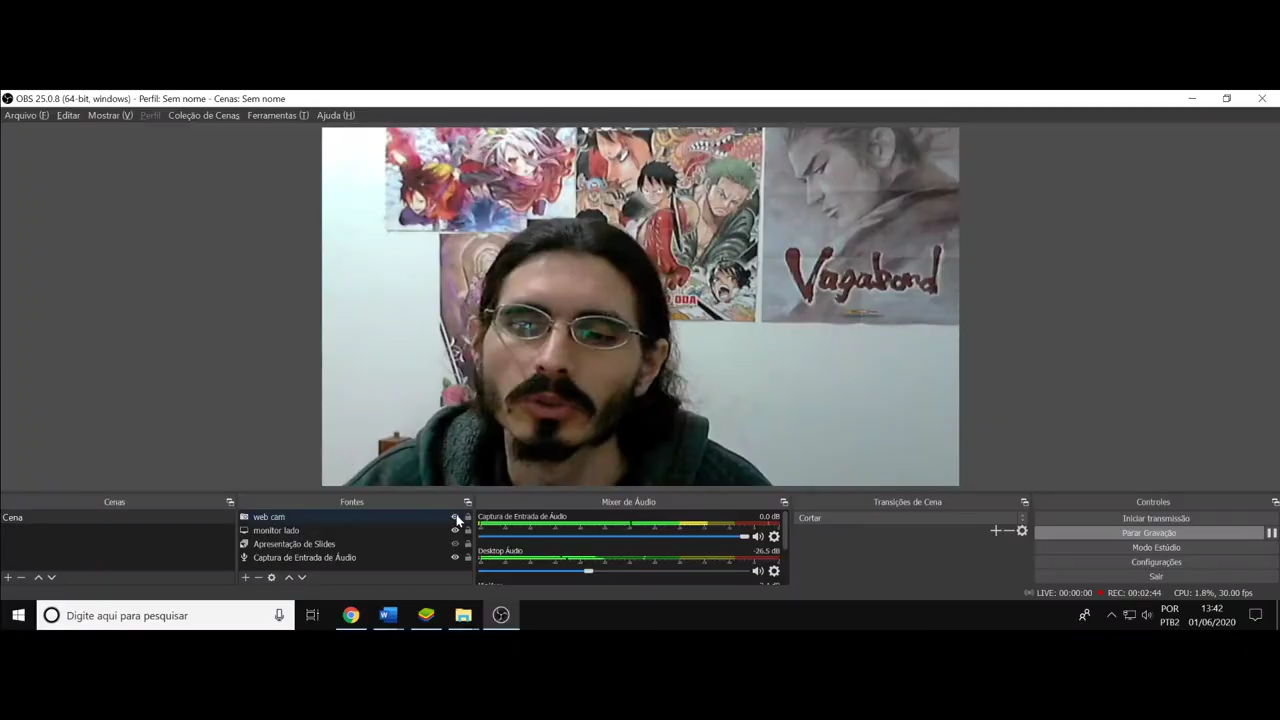 OBS 25.0.8 (64-bit, windows) - Perfil: Sem nome - Cenas: Sem nome
Arquivo (F) Editar Mostrar (V) Perfil Coleção de Cenas Ferramentas (T) Ajuda (H)
Vagabond
ODA
Cenas Fontes Mixer de Áudio Transições de Cena Controles
Cena
web cam
monitor lado
Apresentação de Slides
Captura de Entrada de Áudio
Captura de Entrada de Áudio 0.0 dB
Desktop Áudio -26.5 dB
Cortar
Iniciar transmissão
Parar Gravação
Modo Estúdio
Configurações
Sair
LIVE: 00:00:00 REC: 00:02:44 CPU: 1.8%, 30.00 fps
Digite aqui para pesquisar
POR
PTB2
13:42
01/06/2020